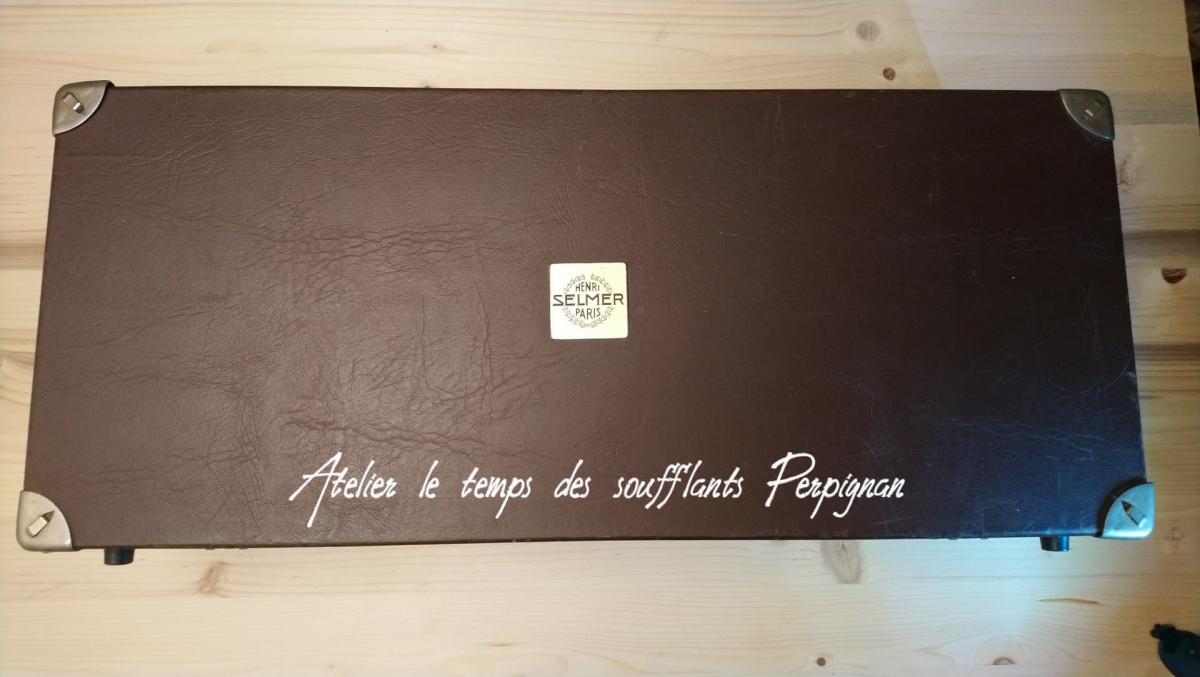 HENRI
SELMER
PARIS
Atelier le temps des soufflants Perpignan